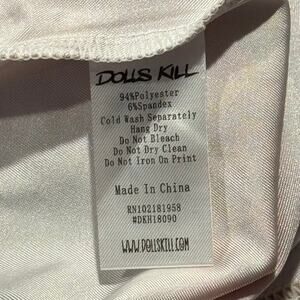 DOLLS KILL
94%Polyester
6%Spandex
Cold Wash Separately
Hang Dry
Do Not Bleach
Do Not Dry Clean
Do Not Iron On Print
Made In China
RN102181958
#DKH18090
WWW.DOLLSKILL.COM